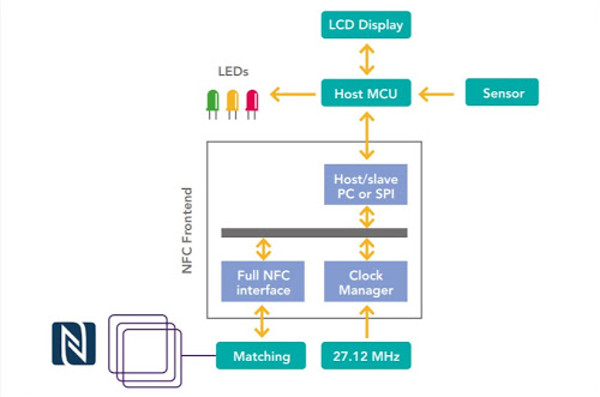 LCD Display
LEDs
Host MCU
Sensor
Host/slave
PC or SPI
NFC Frontend
Full NFC
interface
Clock
Manager
Matching
27.12 MHz